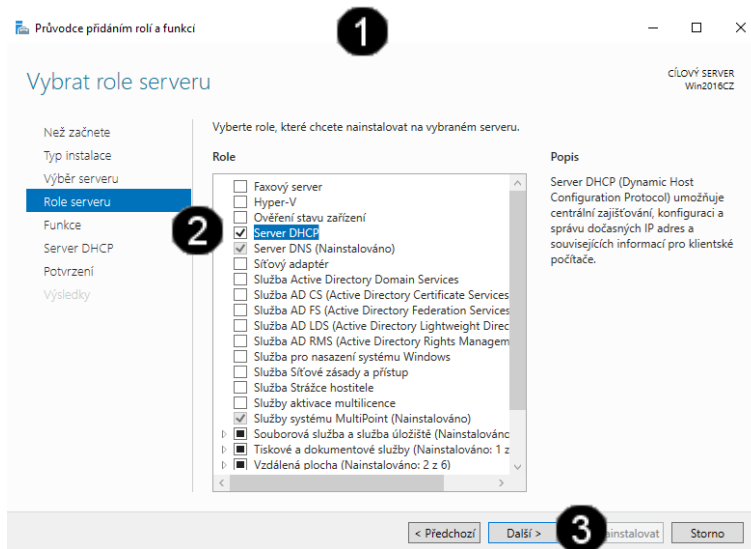 Průvodce přidáním rolí a funkcí
1
Vybrat role serveru
CÍLOVÝ SERVER
Win2016CZ
Než začnete
Typ instalace
Výběr serveru
Role serveru
Funkce
Server DHCP
Potvrzení
Výsledky
Vyberte role, které chcete nainstalovat na vybraném serveru.
Role
2
Faxový server
Hyper-V
Ověření stavu zařízení
Server DHCP
Server DNS (Nainstalováno)
Síťový adaptér
Služba Active Directory Domain Services
Služba AD CS (Active Directory Certificate Services
Služba AD FS (Active Directory Federation Services
Služba AD LDS (Active Directory Lightweight Direc
Služba AD RMS (Active Directory Rights Managem
Služba pro nasazení systému Windows
Služba Síťové zásady a přístup
Služba Strážce hostitele
Služby aktivace multilicence
Služby systému MultiPoint (Nainstalováno)
Souborová služba a služba úložiště (Nainstalováno
Tiskové a dokumentové služby (Nainstalováno: 1 z
Vzdálená plocha (Nainstalováno: 2 z 6)
Popis
Server DHCP (Dynamic Host
Configuration Protocol) umožňuje
centrální zajišťování, konfiguraci a
správu dočasných IP adres a
souvisejících informací pro klientské
počítače.
< Předchozí
Další >
3
instalovat
Storno